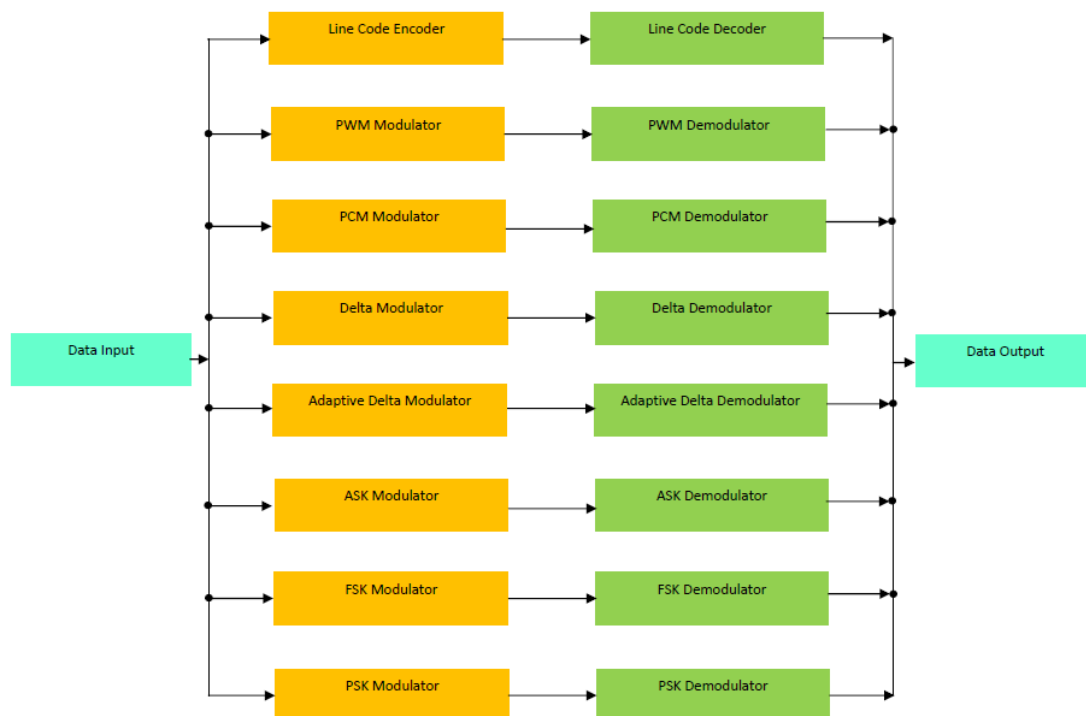 Line Code Encoder
Line Code Decoder
PWM Modulator
PWM Demodulator
PCM Modulator
PCM Demodulator
Delta Modulator
Delta Demodulator
Data Input
Data Output
Adaptive Delta Modulator
Adaptive Delta Demodulator
ASK Modulator
ASK Demodulator
FSK Modulator
FSK Demodulator
PSK Modulator
PSK Demodulator